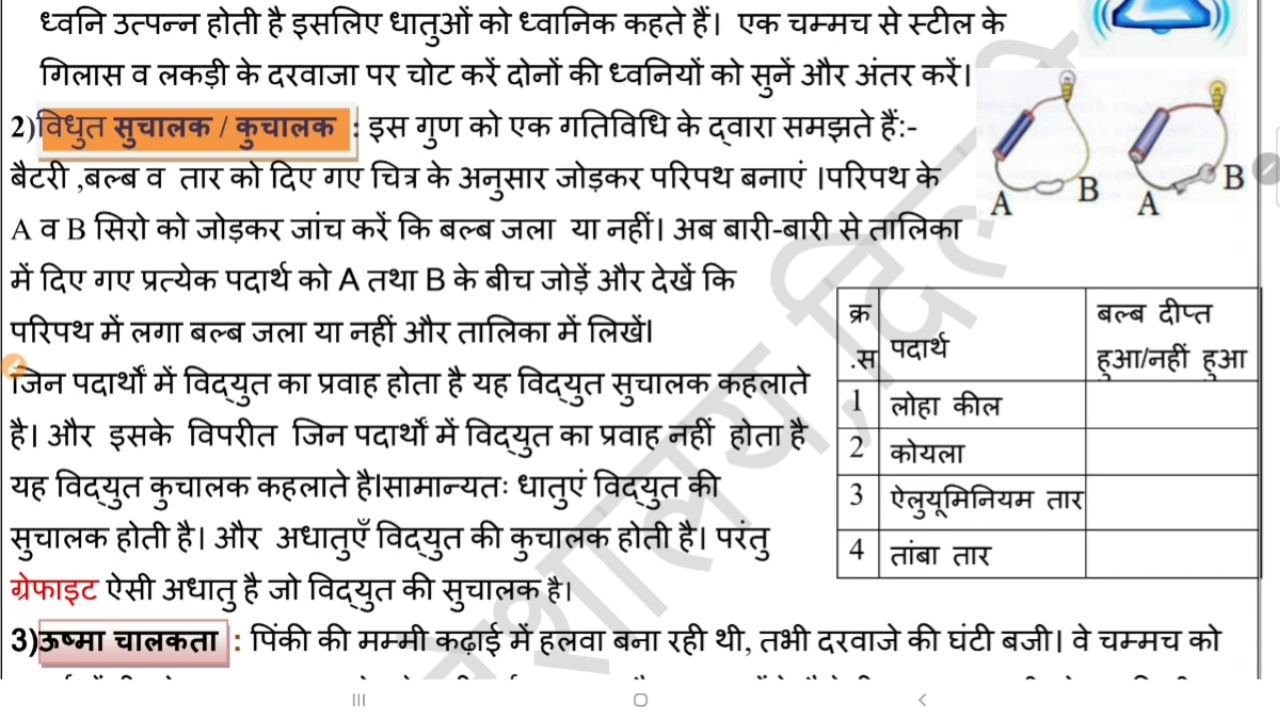 ध्वनि उत्पन्न होती है इसलिए धातुओं को ध्वानिक कहते हैं। एक चम्मच से स्टील के
गिलास व लकड़ी के दरवाजा पर चोट करें दोनों की ध्वनियों को सुनें और अंतर करें।
2)विधुत सुचालक / कुचालक : इस गुण को एक गतिविधि के द्वारा समझते हैं:-
बैटरी ,बल्ब व तार को दिए गए चित्र के अनुसार जोड़कर परिपथ बनाएं ।परिपथ के
A व B सिरो को जोड़कर जांच करें कि बल्ब जला या नहीं। अब बारी-बारी से तालिका
में दिए गए प्रत्येक पदार्थ को A तथा B के बीच जोड़ें और देखें कि
परिपथ में लगा बल्ब जला या नहीं और तालिका में लिखें।
जिन पदार्थों में विद्युत का प्रवाह होता है यह विद्युत सुचालक कहलाते
है। और इसके विपरीत जिन पदार्थों में विद्युत का प्रवाह नहीं होता है
यह विद्युत कुचालक कहलाते है।सामान्यतः धातुएं विद्युत की
सुचालक होती है। और अधातुएँ विद्युत की कुचालक होती है। परंतु
ग्रेफाइट ऐसी अधातु है जो विद्युत की सुचालक है।
3)ऊष्मा चालकता : पिंकी की मम्मी कढ़ाई में हलवा बना रही थी, तभी दरवाजे की घंटी बजी। वे चम्मच को
A B A B
क्र .स पदार्थ बल्ब दीप्त हुआ/नहीं हुआ
1 लोहा कील
2 कोयला
3 ऐलुयूमिनियम तार
4 तांबा तार